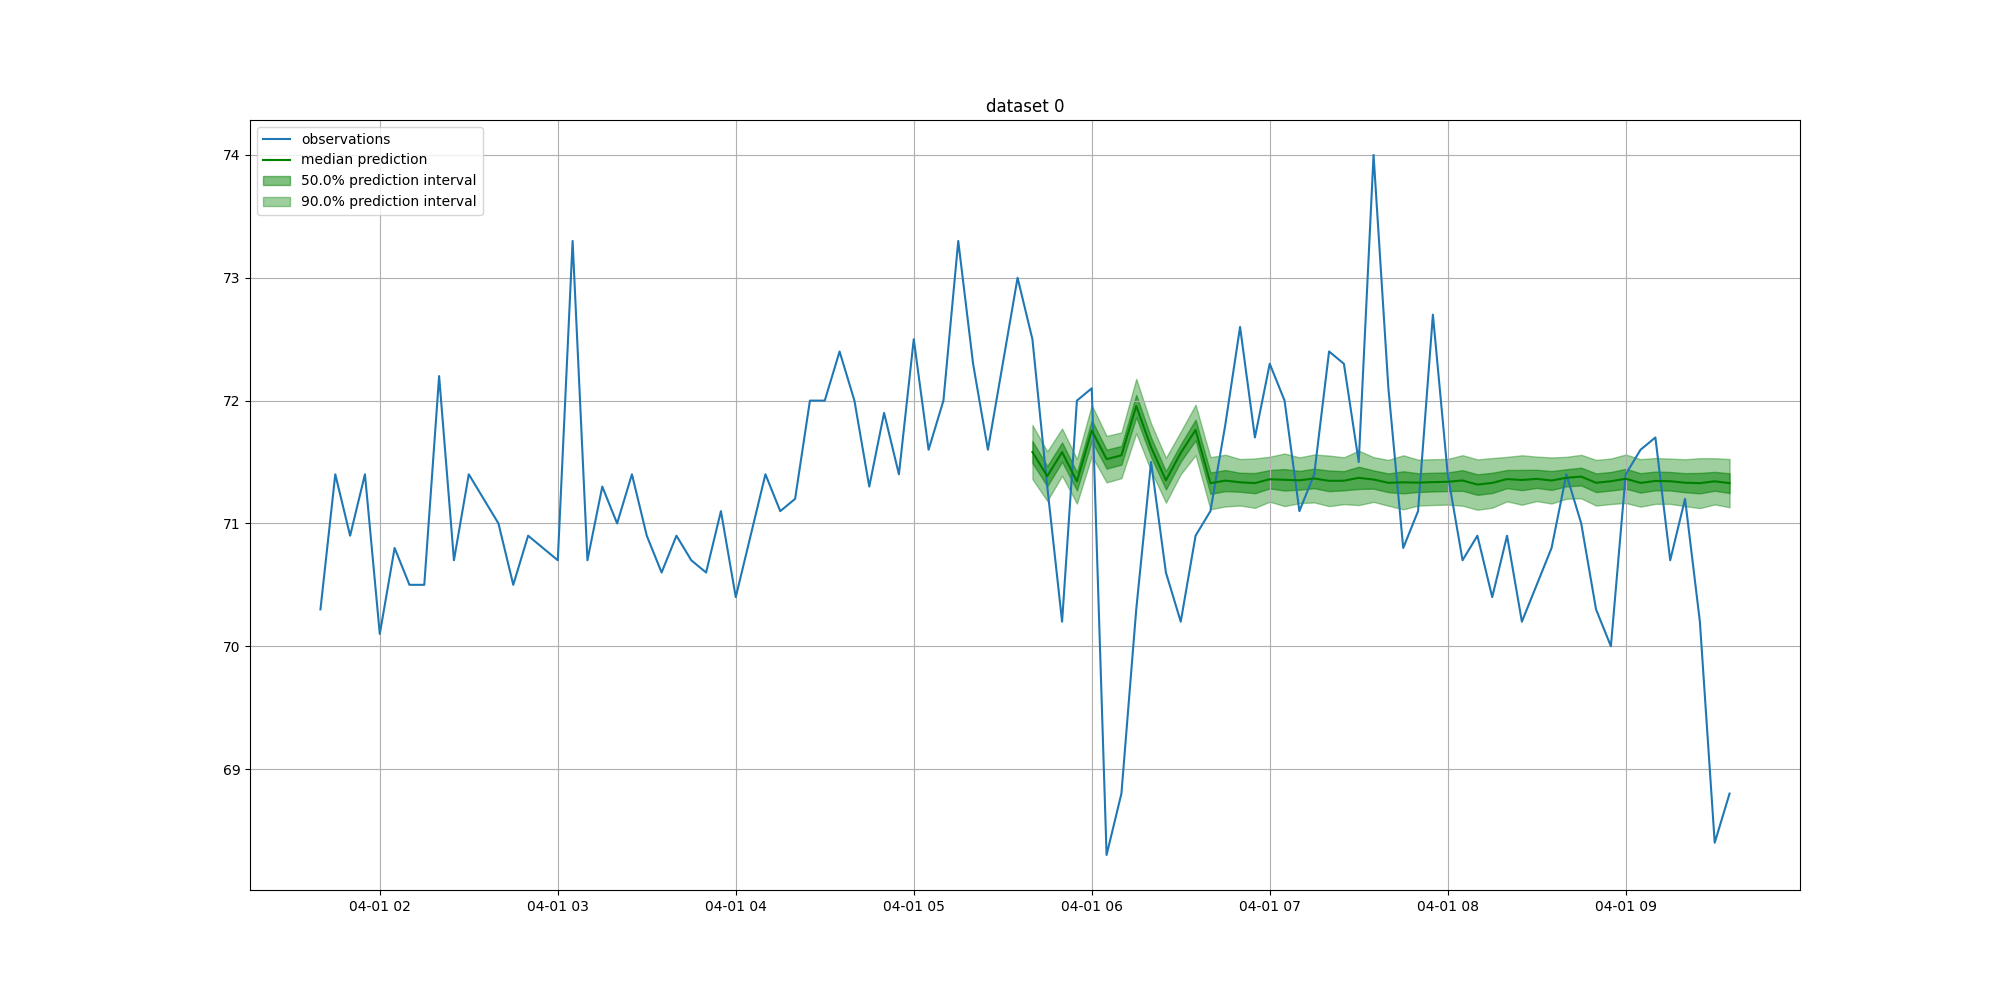 dataset 0
observations
median prediction
50.0% prediction interval
90.0% prediction interval
74
73
72
71
70
69
04-01 02
04-01 03
04-01 04
04-01 05
04-01 06
04-01 07
04-01 08
04-01 09